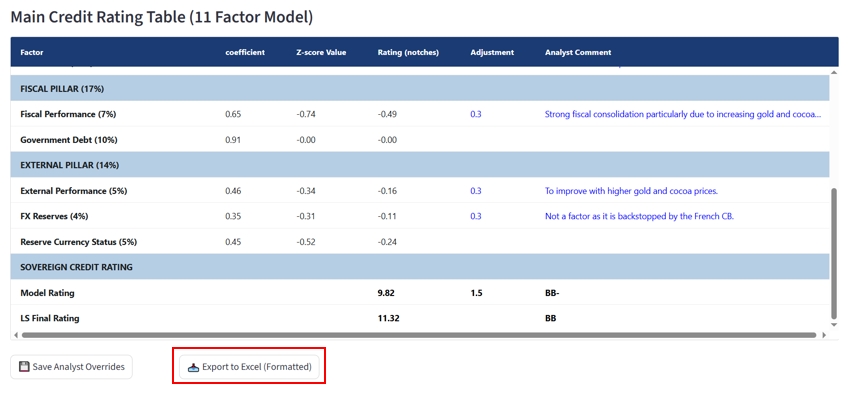 Main Credit Rating Table (11 Factor Model)
Factor coefficient Z-score Value Rating (notches) Adjustment Analyst Comment
FISCAL PILLAR (17%)
Fiscal Performance (7%) 0.65 -0.74 -0.49 0.3 Strong fiscal consolidation particularly due to increasing gold and cocoa...
Government Debt (10%) 0.91 -0.00 -0.00
EXTERNAL PILLAR (14%)
External Performance (5%) 0.46 -0.34 -0.16 0.3 To improve with higher gold and cocoa prices.
FX Reserves (4%) 0.35 -0.31 -0.11 0.3 Not a factor as it is backstopped by the French CB.
Reserve Currency Status (5%) 0.45 -0.52 -0.24
SOVEREIGN CREDIT RATING
Model Rating 9.82 1.5 BB-
LS Final Rating 11.32 BB
Save Analyst Overrides Export to Excel (Formatted)